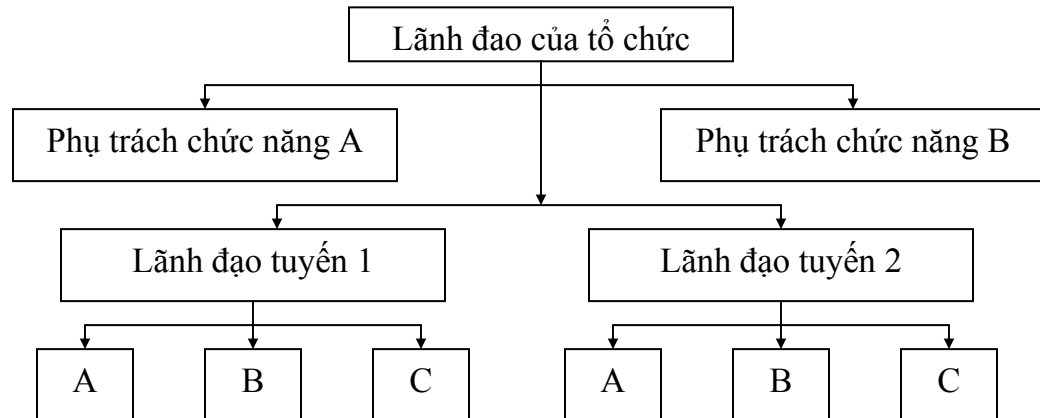 Lãnh đao của tổ chức
Phụ trách chức năng A
Phụ trách chức năng B
Lãnh đạo tuyến 1
Lãnh đạo tuyến 2
A
B
C
A
B
C